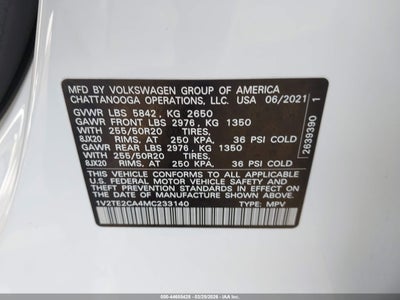 MFD. BY VOLKSWAGEN GROUP OF AMERICA
CHATTANOOGA OPERATIONS, LLC. USA 06/2021
GVWR LBS 5842, KG 2650
GAWR FRONT LBS 2976, KG 1350
WITH 255/50R20 TIRES,
8JX20 RIMS, AT 250 KPA, 36 PSI COLD
GAWR REAR LBS 2976 KG 1350
WITH 255/50R20 TIRES,
8JX20 RIMS, AT 250 KPA, 36 PSI COLD
THIS VEHICLE CONFORMS TO ALL APPLICABLE
FEDERAL MOTOR VEHICLE SAFETY STANDARDS IN EFFECT
ON THE DATE OF MANUFACTURE SHOWN ABOVE.
1V2TE2CA4MC233140 TYPE: MPV
2839390 1